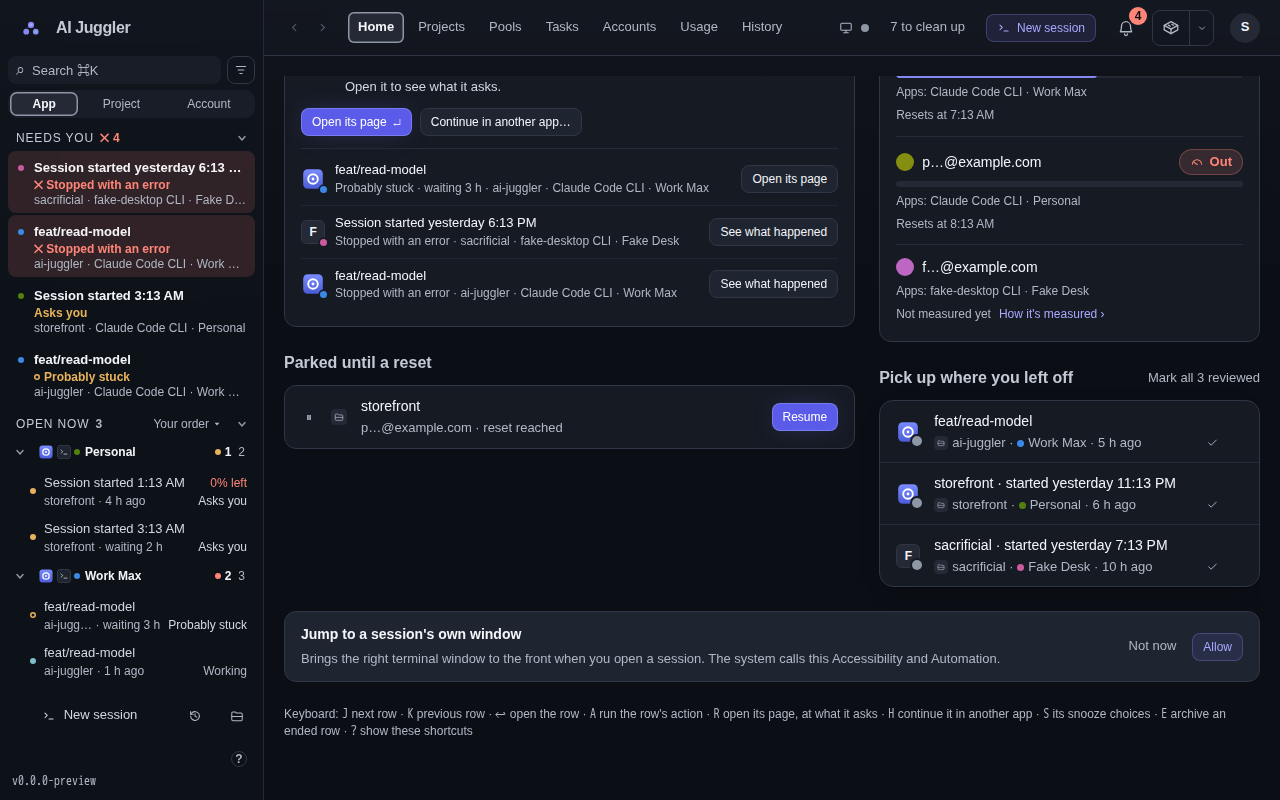 AI Juggler
Search ⌘K
App Project Account
NEEDS YOU 4
Session started yesterday 6:13 …
Stopped with an error
sacrificial · fake-desktop CLI · Fake D…
feat/read-model
Stopped with an error
ai-juggler · Claude Code CLI · Work …
Session started 3:13 AM
Asks you
storefront · Claude Code CLI · Personal
feat/read-model
Probably stuck
ai-juggler · Claude Code CLI · Work …
OPEN NOW 3 Your order
Personal 1 2
Session started 1:13 AM 0% left
storefront · 4 h ago Asks you
Session started 3:13 AM
storefront · waiting 2 h Asks you
Work Max 2 3
feat/read-model
ai-jugg… · waiting 3 h Probably stuck
feat/read-model
ai-juggler · 1 h ago Working
New session
?
v0.0.0-preview
Home Projects Pools Tasks Accounts Usage History 7 to clean up New session 4 S
Open it to see what it asks.
Open its page ↵ Continue in another app…
feat/read-model
Probably stuck · waiting 3 h · ai-juggler · Claude Code CLI · Work Max
Open its page
F
Session started yesterday 6:13 PM
Stopped with an error · sacrificial · fake-desktop CLI · Fake Desk
See what happened
feat/read-model
Stopped with an error · ai-juggler · Claude Code CLI · Work Max
See what happened
Parked until a reset
storefront
p…@example.com · reset reached
Resume
Apps: Claude Code CLI · Work Max
Resets at 7:13 AM
p…@example.com Out
Apps: Claude Code CLI · Personal
Resets at 8:13 AM
f…@example.com
Apps: fake-desktop CLI · Fake Desk
Not measured yet How it's measured ›
Pick up where you left off Mark all 3 reviewed
feat/read-model
ai-juggler · Work Max · 5 h ago
storefront · started yesterday 11:13 PM
storefront · Personal · 6 h ago
F
sacrificial · started yesterday 7:13 PM
sacrificial · Fake Desk · 10 h ago
Jump to a session's own window
Brings the right terminal window to the front when you open a session. The system calls this Accessibility and Automation.
Not now Allow
Keyboard: J next row · K previous row · ↩ open the row · A run the row's action · R open its page, at what it asks · H continue it in another app · S its snooze choices · E archive an
ended row · ? show these shortcuts